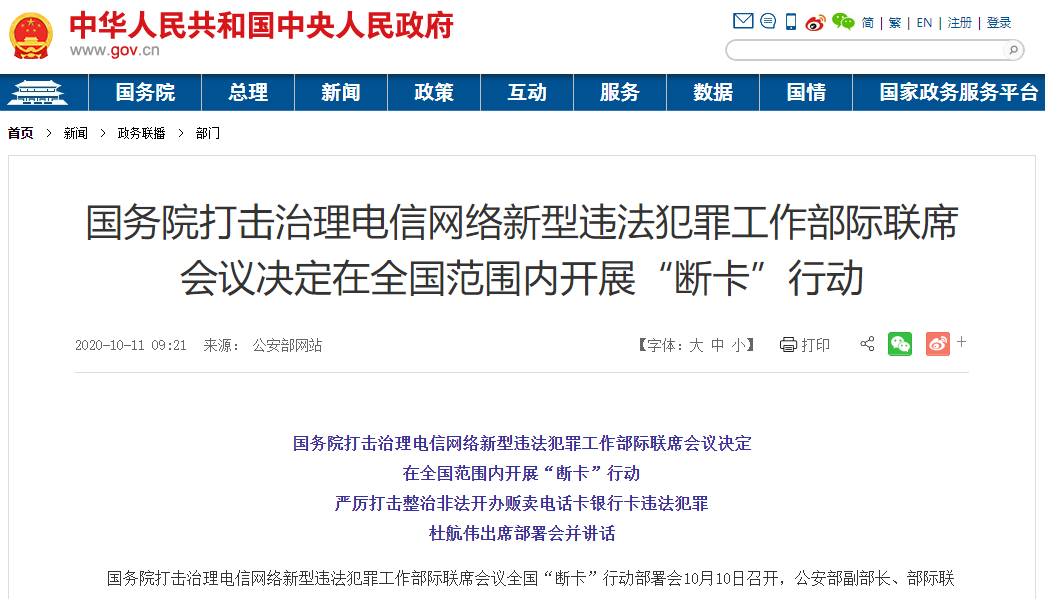 中华人民共和国中央人民政府
www.gov.cn
简 | 繁 | EN | 注册 | 登录
国务院 总理 新闻 政策 互动 服务 数据 国情 国家政务服务平台
首页 > 新闻 > 政务联播 > 部门
国务院打击治理电信网络新型违法犯罪工作部际联席
会议决定在全国范围内开展“断卡”行动
2020-10-11 09:21 来源： 公安部网站 【字体：大 中 小】 打印 +
国务院打击治理电信网络新型违法犯罪工作部际联席会议决定
在全国范围内开展“断卡”行动
严厉打击整治非法开办贩卖电话卡银行卡违法犯罪
杜航伟出席部署会并讲话
国务院打击治理电信网络新型违法犯罪工作部际联席会议全国“断卡”行动部署会10月10日召开，公安部副部长、部际联